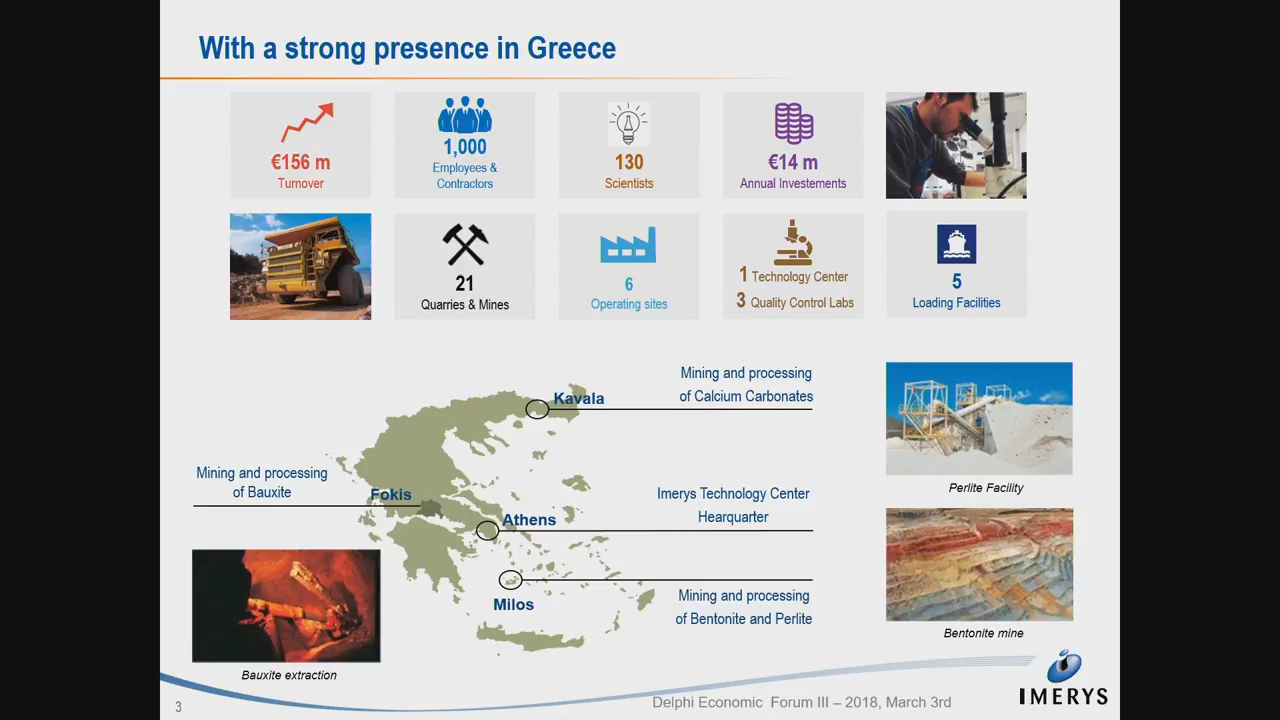 With a strong presence in Greece
€156 m
Turnover
1,000
Employees &
Contractors
130
Scientists
€14 m
Annual Investements
21
Quarries & Mines
6
Operating sites
1 Technology Center
3 Quality Control Labs
5
Loading Facilities
Mining and processing
of Calcium Carbonates
Kavala
Mining and processing
of Bauxite
Fokis
Imerys Technology Center
Hearquarter
Athens
Milos
Mining and processing
of Bentonite and Perlite
Perlite Facility
Bentonite mine
Bauxite extraction
3
Delphi Economic Forum III – 2018, March 3rd
IMERYS